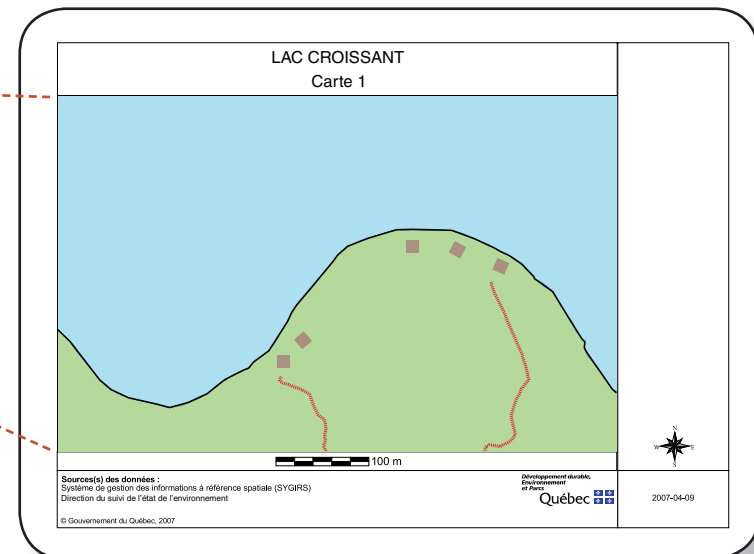 LAC CROISSANT
Carte 1
N
W E
S
100 m
Sources(s) des données :
Système de gestion des informations à référence spatiale (SYGIRS)
Direction du suivi de l'état de l'environnement
© Gouvernement du Québec, 2007
Développement durable,
Environnement
et Parcs
Québec
2007-04-09